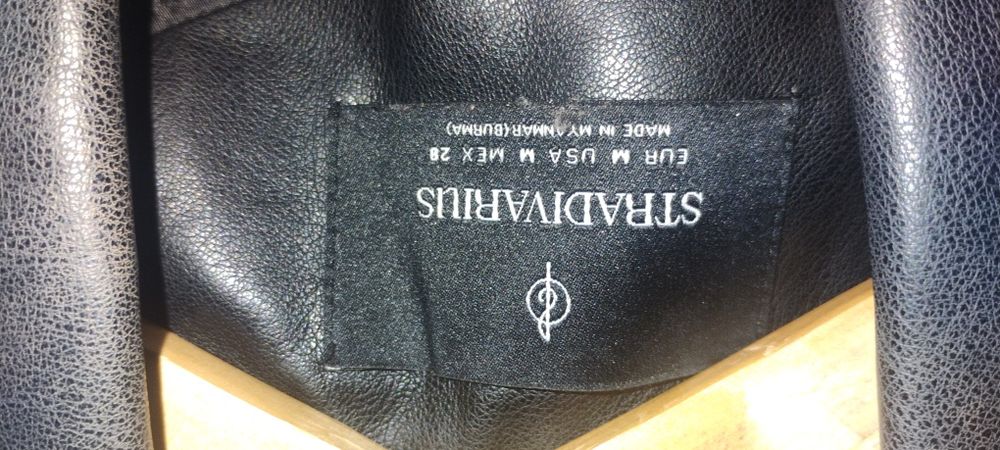 STRADIVARIUS
EUR M USA M MEX 28
MADE IN MYANMAR(BURMA)